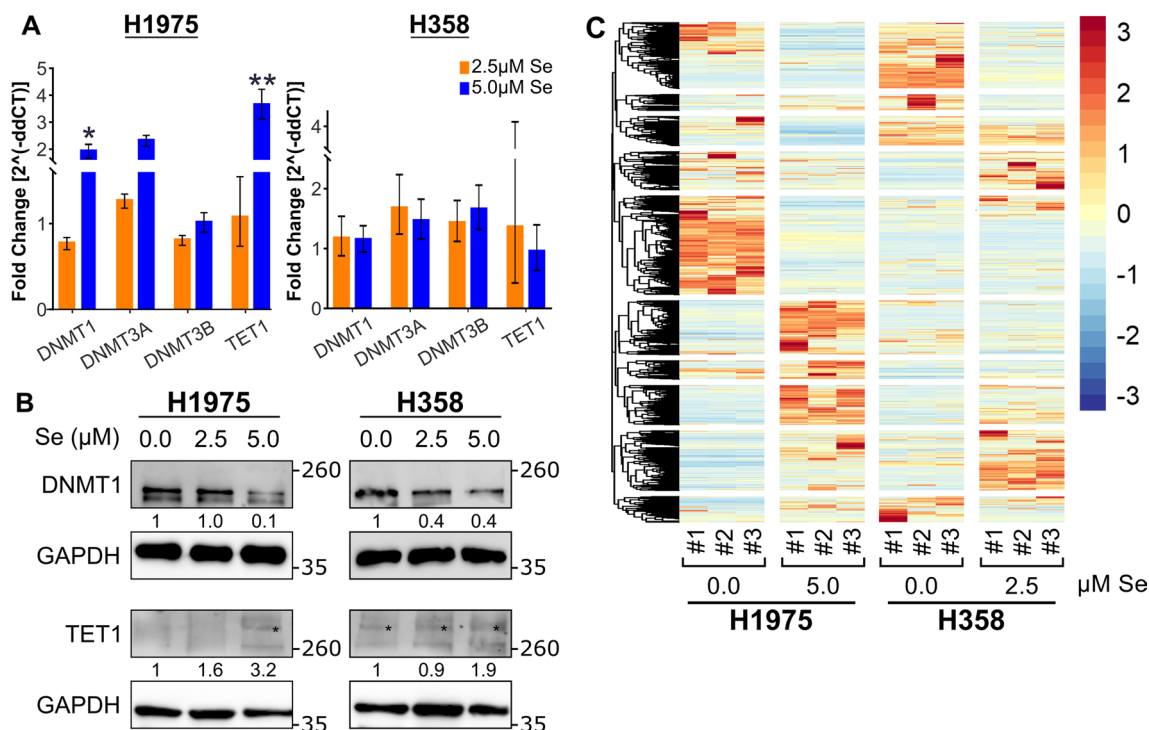 A
H1975
H358
2.5µM Se
5.0µM Se
Fold Change [2^(-ddCT)]
5
4
3
2
1
0
*
**
DNMT1
DNMT3A
DNMT3B
TET1
Fold Change [2^(-ddCT)]
4
2
1
0
DNMT1
DNMT3A
DNMT3B
TET1
B
H1975
H358
Se (µM)
0.0 2.5 5.0
0.0 2.5 5.0
DNMT1
-260
-260
1 1.0 0.1
1 0.4 0.4
GAPDH
-35
-35
TET1
*
* * *
-260
-260
1 1.6 3.2
1 0.9 1.9
GAPDH
-35
-35
C
3
2
1
0
-1
-2
-3
#1 #2 #3
#1 #2 #3
#1 #2 #3
#1 #2 #3
0.0 5.0 0.0 2.5 µM Se
H1975 H358